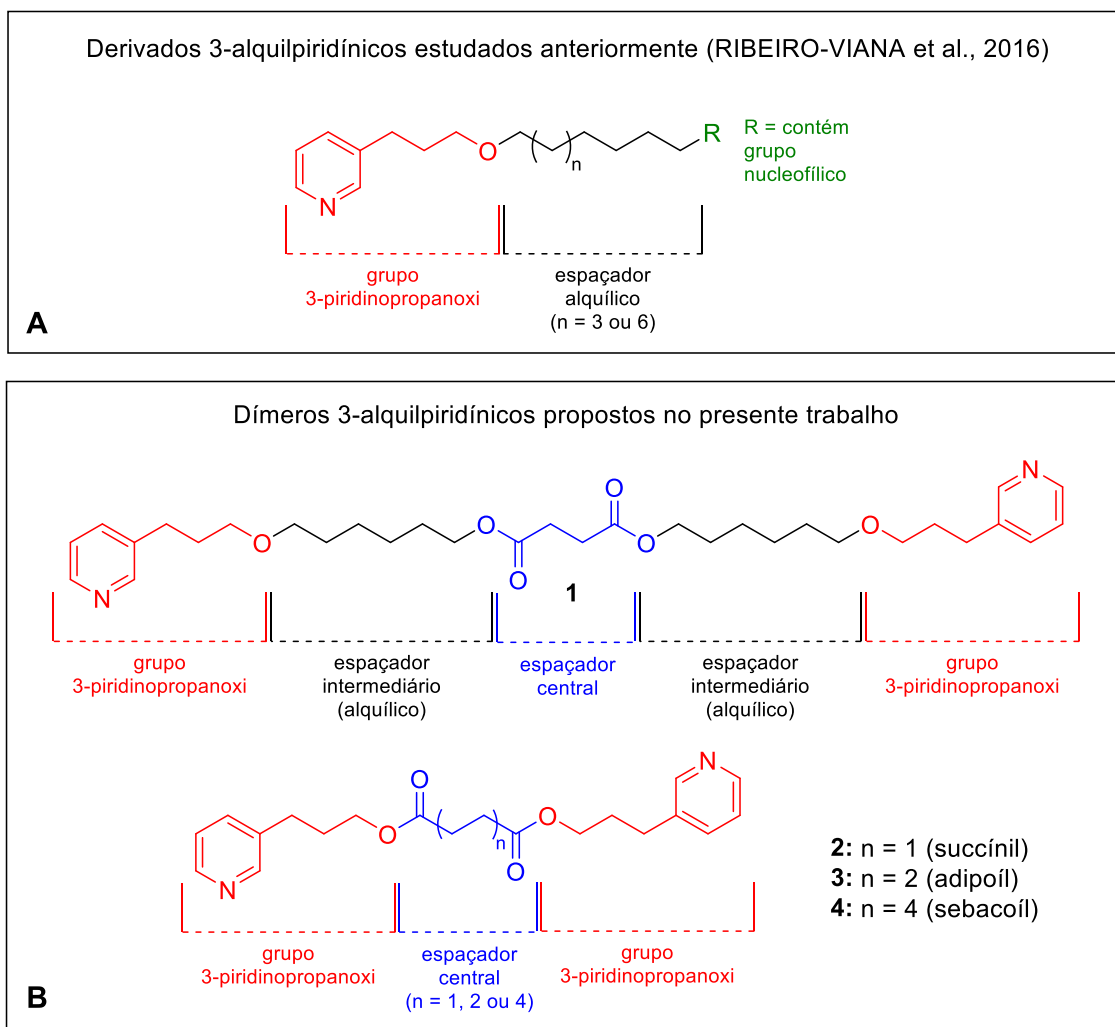 Derivados 3-alquilpiridínicos estudados anteriormente (RIBEIRO-VIANA et al., 2016)
N
O
n
R
R = contém
grupo
nucleofílico
grupo
3-piridinopropanoxi
espaçador
alquílico
(n = 3 ou 6)
A
Dímeros 3-alquilpiridínicos propostos no presente trabalho
N
O
O
O
O
O
O
N
1
grupo
3-piridinopropanoxi
espaçador
intermediário
(alquílico)
espaçador
central
espaçador
intermediário
(alquílico)
grupo
3-piridinopropanoxi
N
O
O
n
O
O
N
2: n = 1 (succínil)
3: n = 2 (adipoíl)
4: n = 4 (sebacoíl)
grupo
3-piridinopropanoxi
espaçador
central
(n = 1, 2 ou 4)
grupo
3-piridinopropanoxi
B